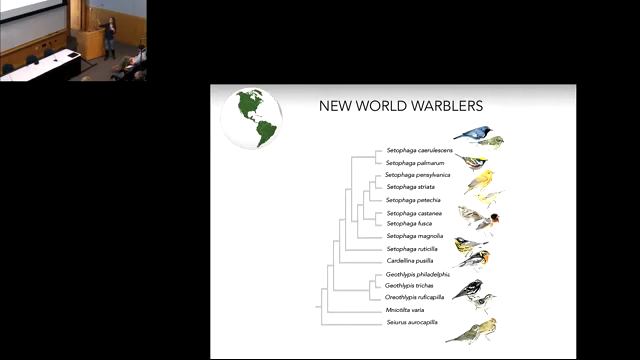 NEW WORLD WARBLERS
Setophaga caerulescens
Setophaga palmarum
Setophaga pensylvanica
Setophaga striata
Setophaga petechia
Setophaga castanea
Setophaga fusca
Setophaga magnolia
Setophaga ruticilla
Cardellina pusilla
Geothlypis philadelphia
Geothlypis trichas
Oreothlypis ruficapilla
Mniotilta varia
Seiurus aurocapilla